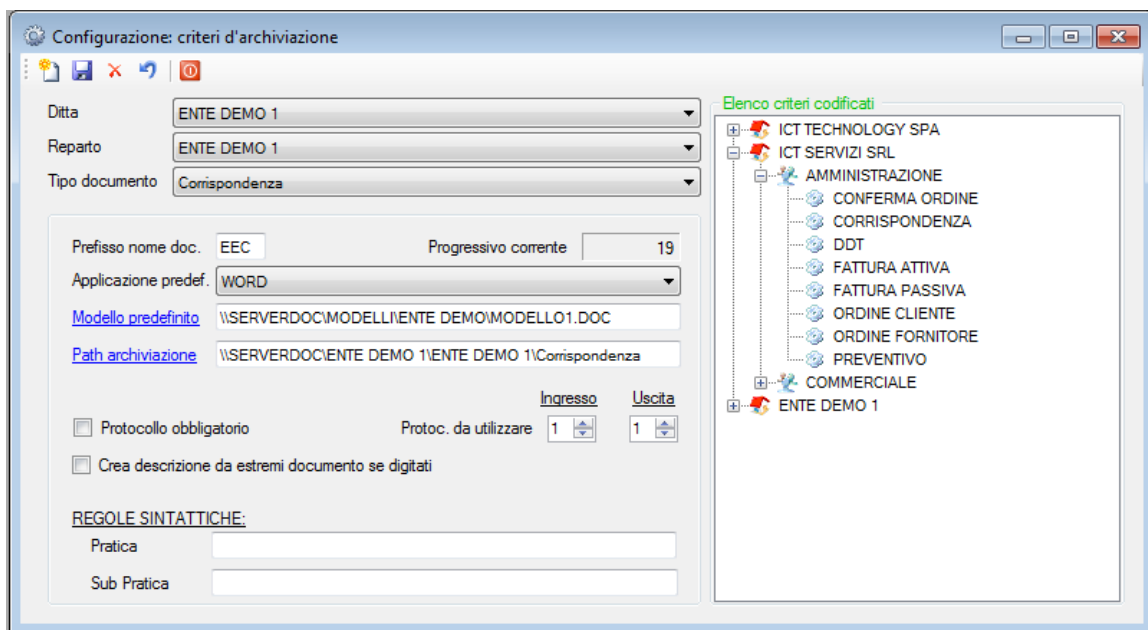 Configurazione: criteri d'archiviazione
Ditta ENTE DEMO 1
Reparto ENTE DEMO 1
Tipo documento Corrispondenza
Prefisso nome doc. EEC Progressivo corrente 19
Applicazione predef. WORD
Modello predefinito \\SERVERDOC\MODELLI\ENTE DEMO\MODELLO1.DOC
Path archiviazione \\SERVERDOC\ENTE DEMO 1\ENTE DEMO 1\Corrispondenza
Ingresso Uscita
Protocollo obbligatorio Protoc. da utilizzare 1 1
Crea descrizione da estremi documento se digitati
REGOLE SINTATTICHE:
Pratica
Sub Pratica
Elenco criteri codificati
ICT TECHNOLOGY SPA
ICT SERVIZI SRL
AMMINISTRAZIONE
CONFERMA ORDINE
CORRISPONDENZA
DDT
FATTURA ATTIVA
FATTURA PASSIVA
ORDINE CLIENTE
ORDINE FORNITORE
PREVENTIVO
COMMERCIALE
ENTE DEMO 1